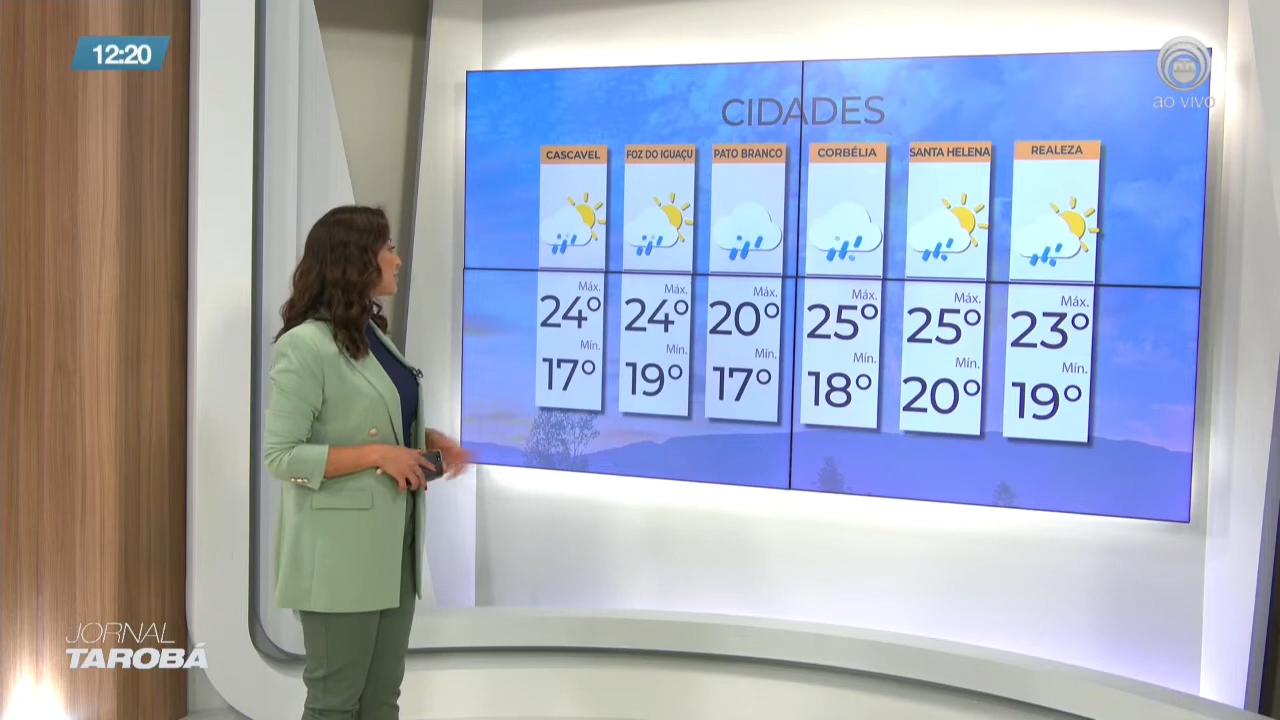 12:20
ao vivo
CIDADES
CASCAVEL
FOZ DO IGUAÇU
PATO BRANCO
CORBÉLIA
SANTA HELENA
REALEZA
Máx.
24°
Mín.
17°
Máx.
24°
Mín.
19°
Máx.
20°
Mín.
17°
Máx.
25°
Mín.
18°
Máx.
25°
Mín.
20°
Máx.
23°
Mín.
19°
JORNAL
TAROBÁ